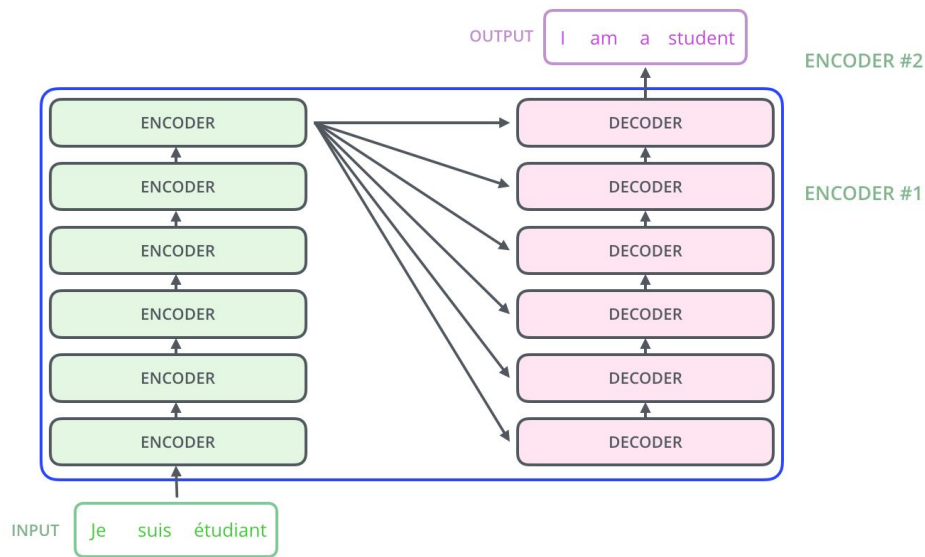 OUTPUT I am a student
ENCODER #2
ENCODER DECODER
ENCODER DECODER
ENCODER #1
ENCODER DECODER
ENCODER DECODER
ENCODER DECODER
ENCODER DECODER
INPUT Je suis étudiant